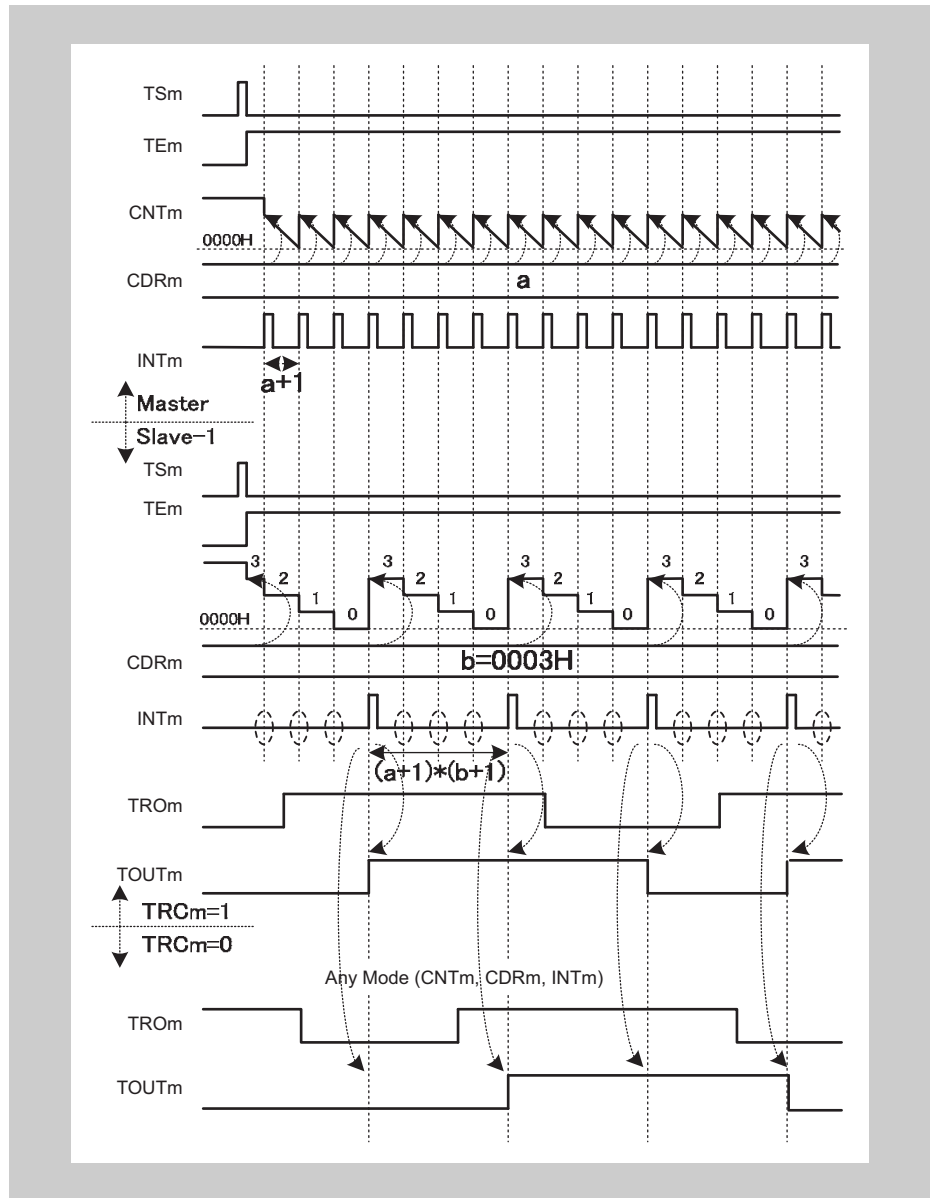 TSm
TEm
CNTm
0000H
CDRm
a
INTm
a+1
Master
Slave-1
TSm
TEm
3 2 1 0 3 2 1 0 3 2 1 0 3 2 1 0 3
0000H
CDRm
b=0003H
INTm
(a+1)*(b+1)
TROm
TOUTm
TRCm=1
TRCm=0
Any Mode (CNTm, CDRm, INTm)
TROm
TOUTm